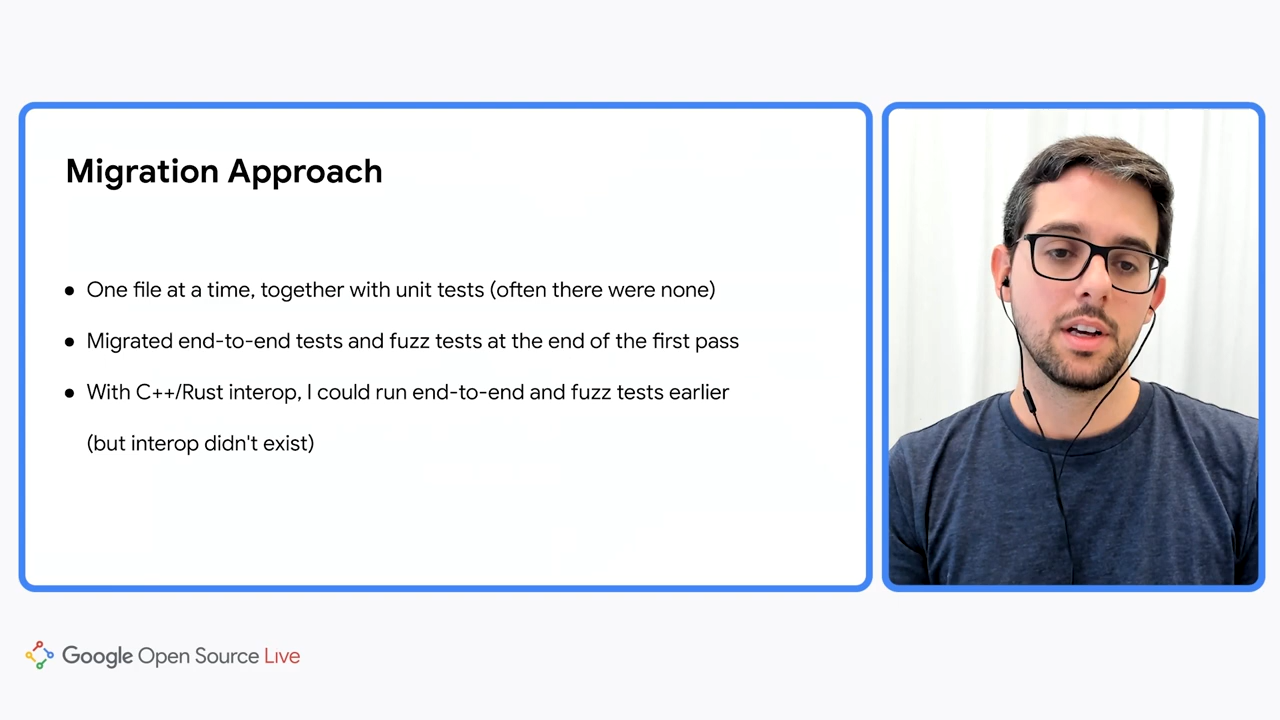 Migration Approach
● One file at a time, together with unit tests (often there were none)
● Migrated end-to-end tests and fuzz tests at the end of the first pass
● With C++/Rust interop, I could run end-to-end and fuzz tests earlier
(but interop didn't exist)
Google Open Source Live